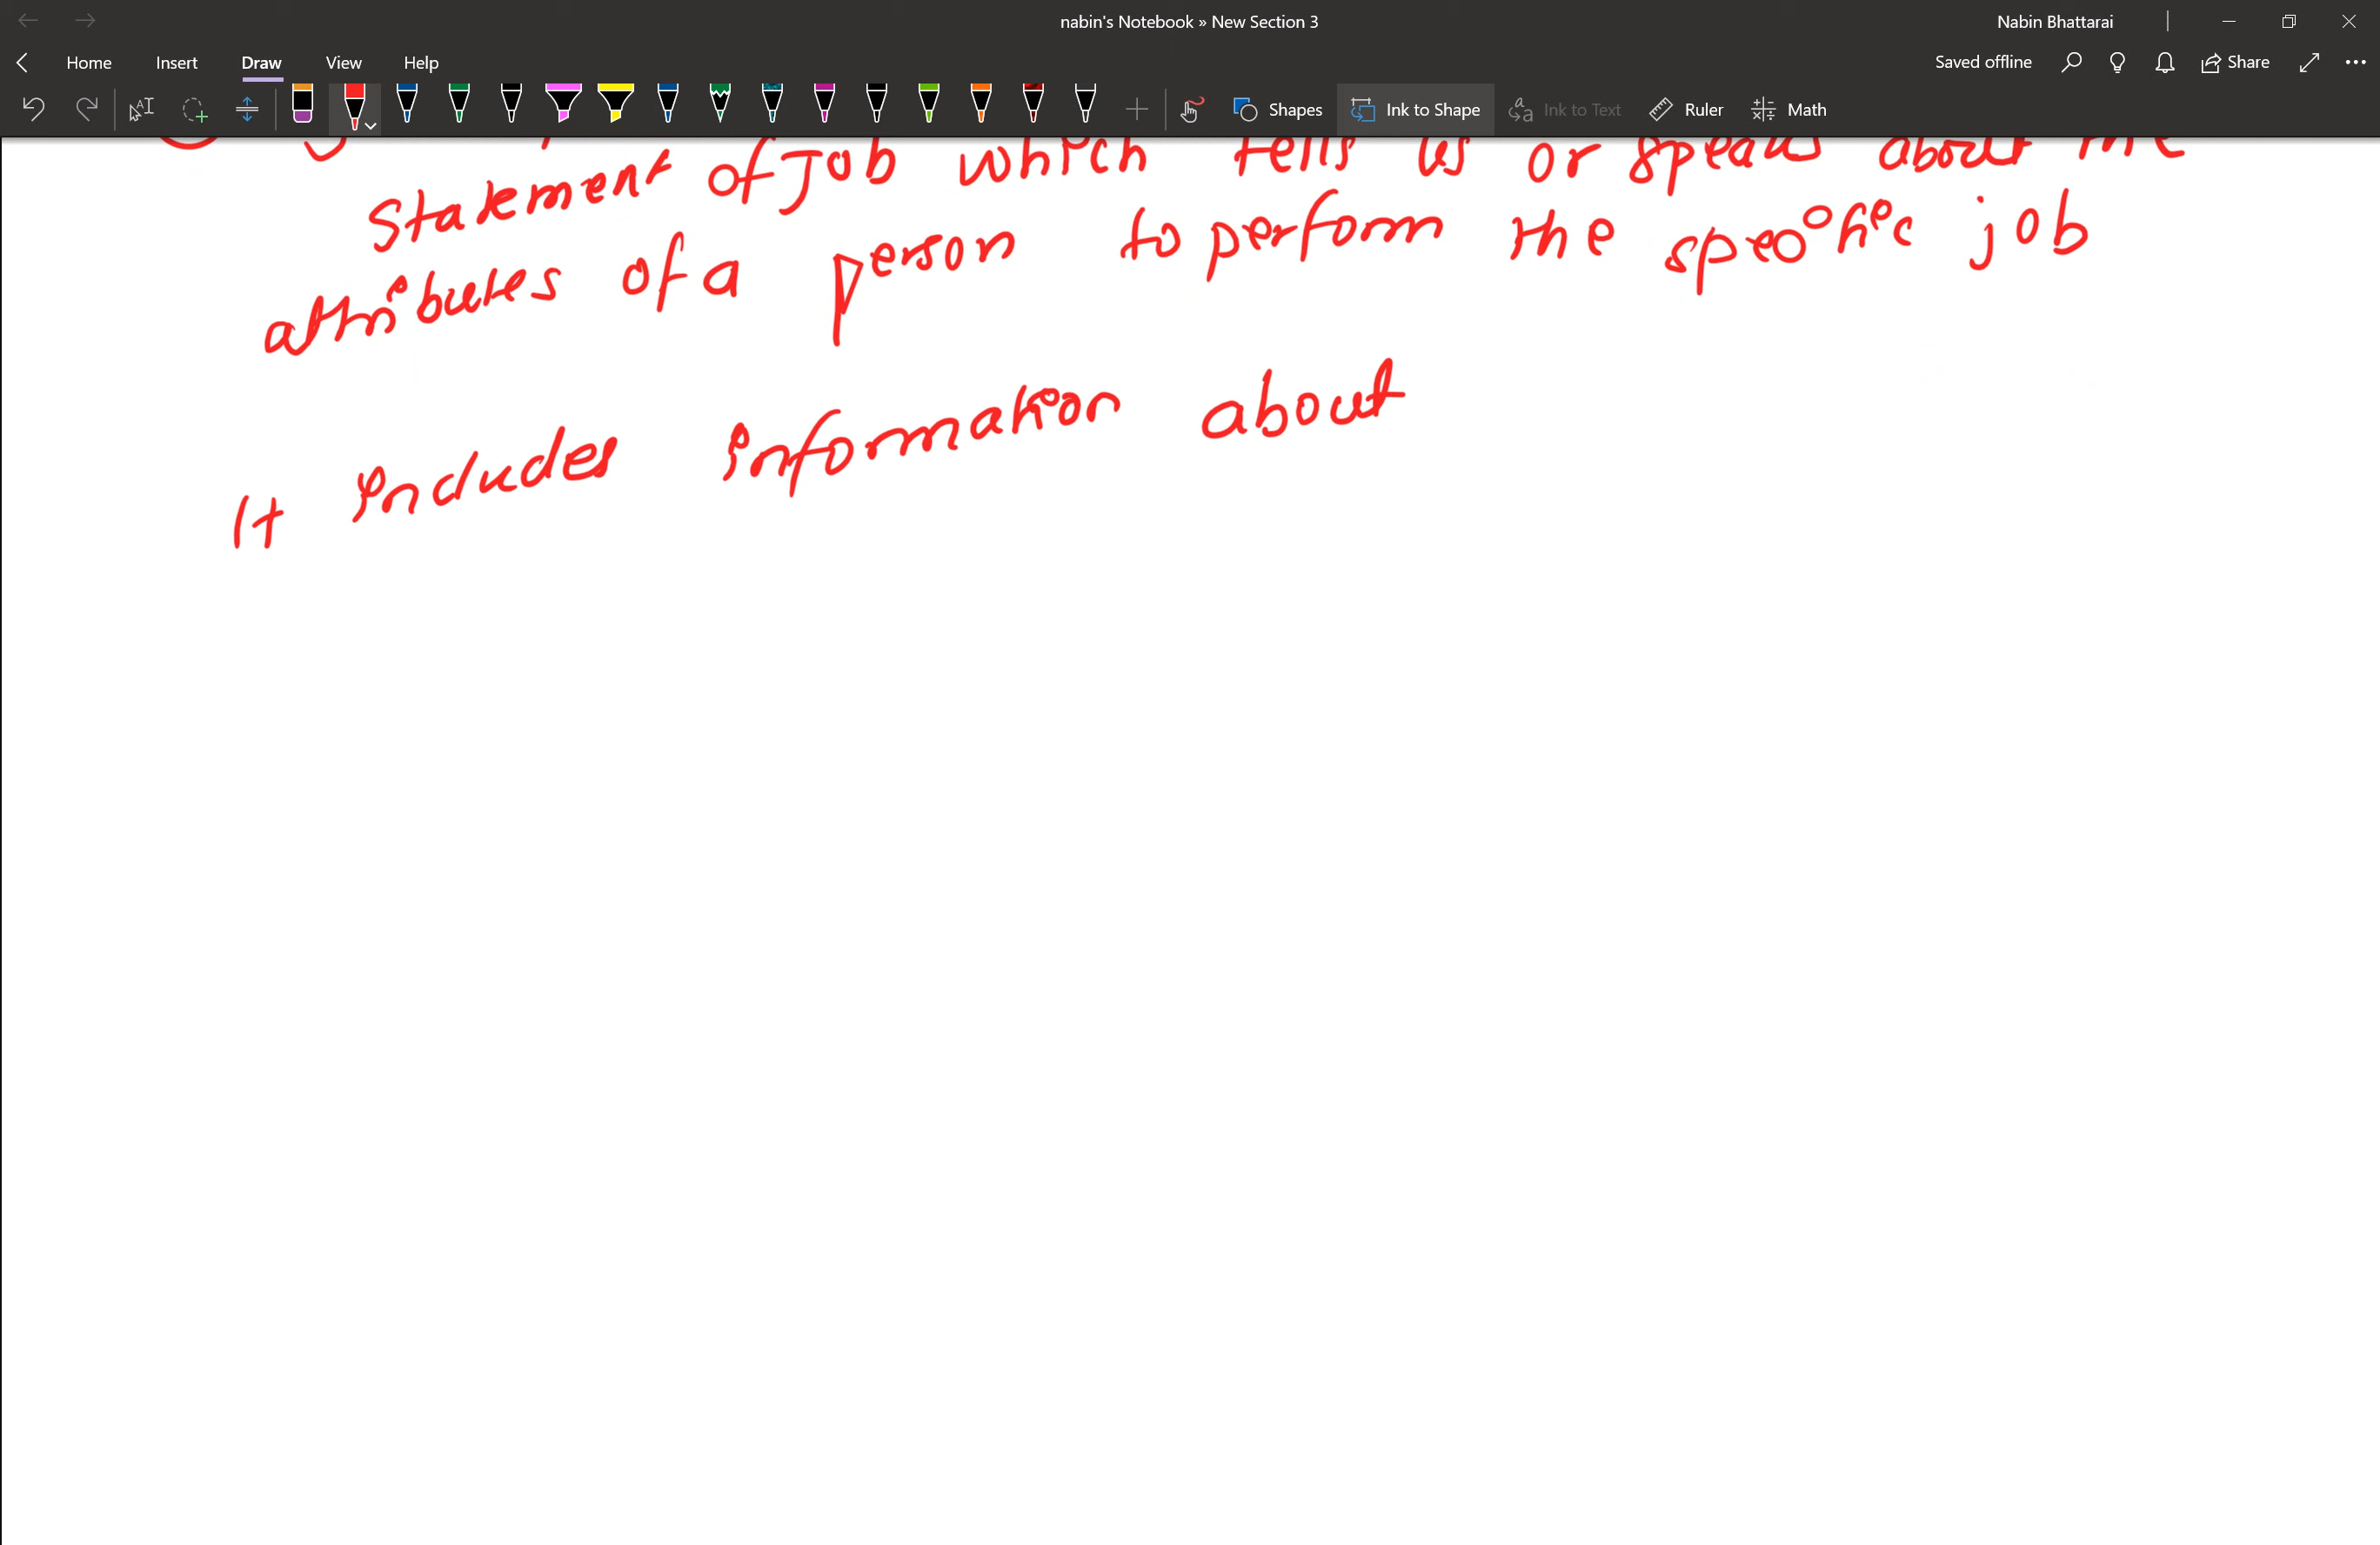 nabin's Notebook » New Section 3
Nabin Bhattarai
Home Insert Draw View Help
Saved offline
Share
Shapes
Ink to Shape
Ink to Text
Ruler
Math
Statement of Job which tells us or speaks about the
attributes of a person to perform the specific job
It includes information about